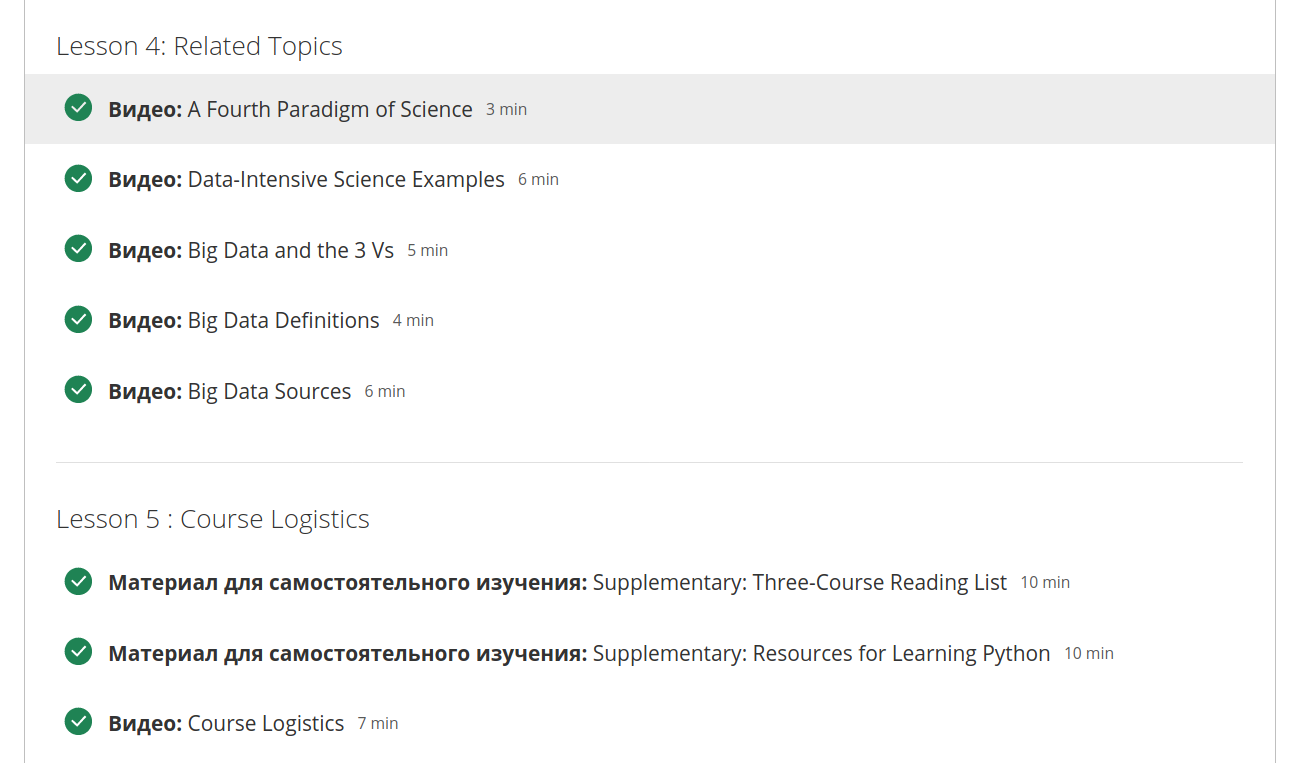 Lesson 4: Related Topics
Видео: A Fourth Paradigm of Science 3 min
Видео: Data-Intensive Science Examples 6 min
Видео: Big Data and the 3 Vs 5 min
Видео: Big Data Definitions 4 min
Видео: Big Data Sources 6 min
Lesson 5 : Course Logistics
Материал для самостоятельного изучения: Supplementary: Three-Course Reading List 10 min
Материал для самостоятельного изучения: Supplementary: Resources for Learning Python 10 min
Видео: Course Logistics 7 min